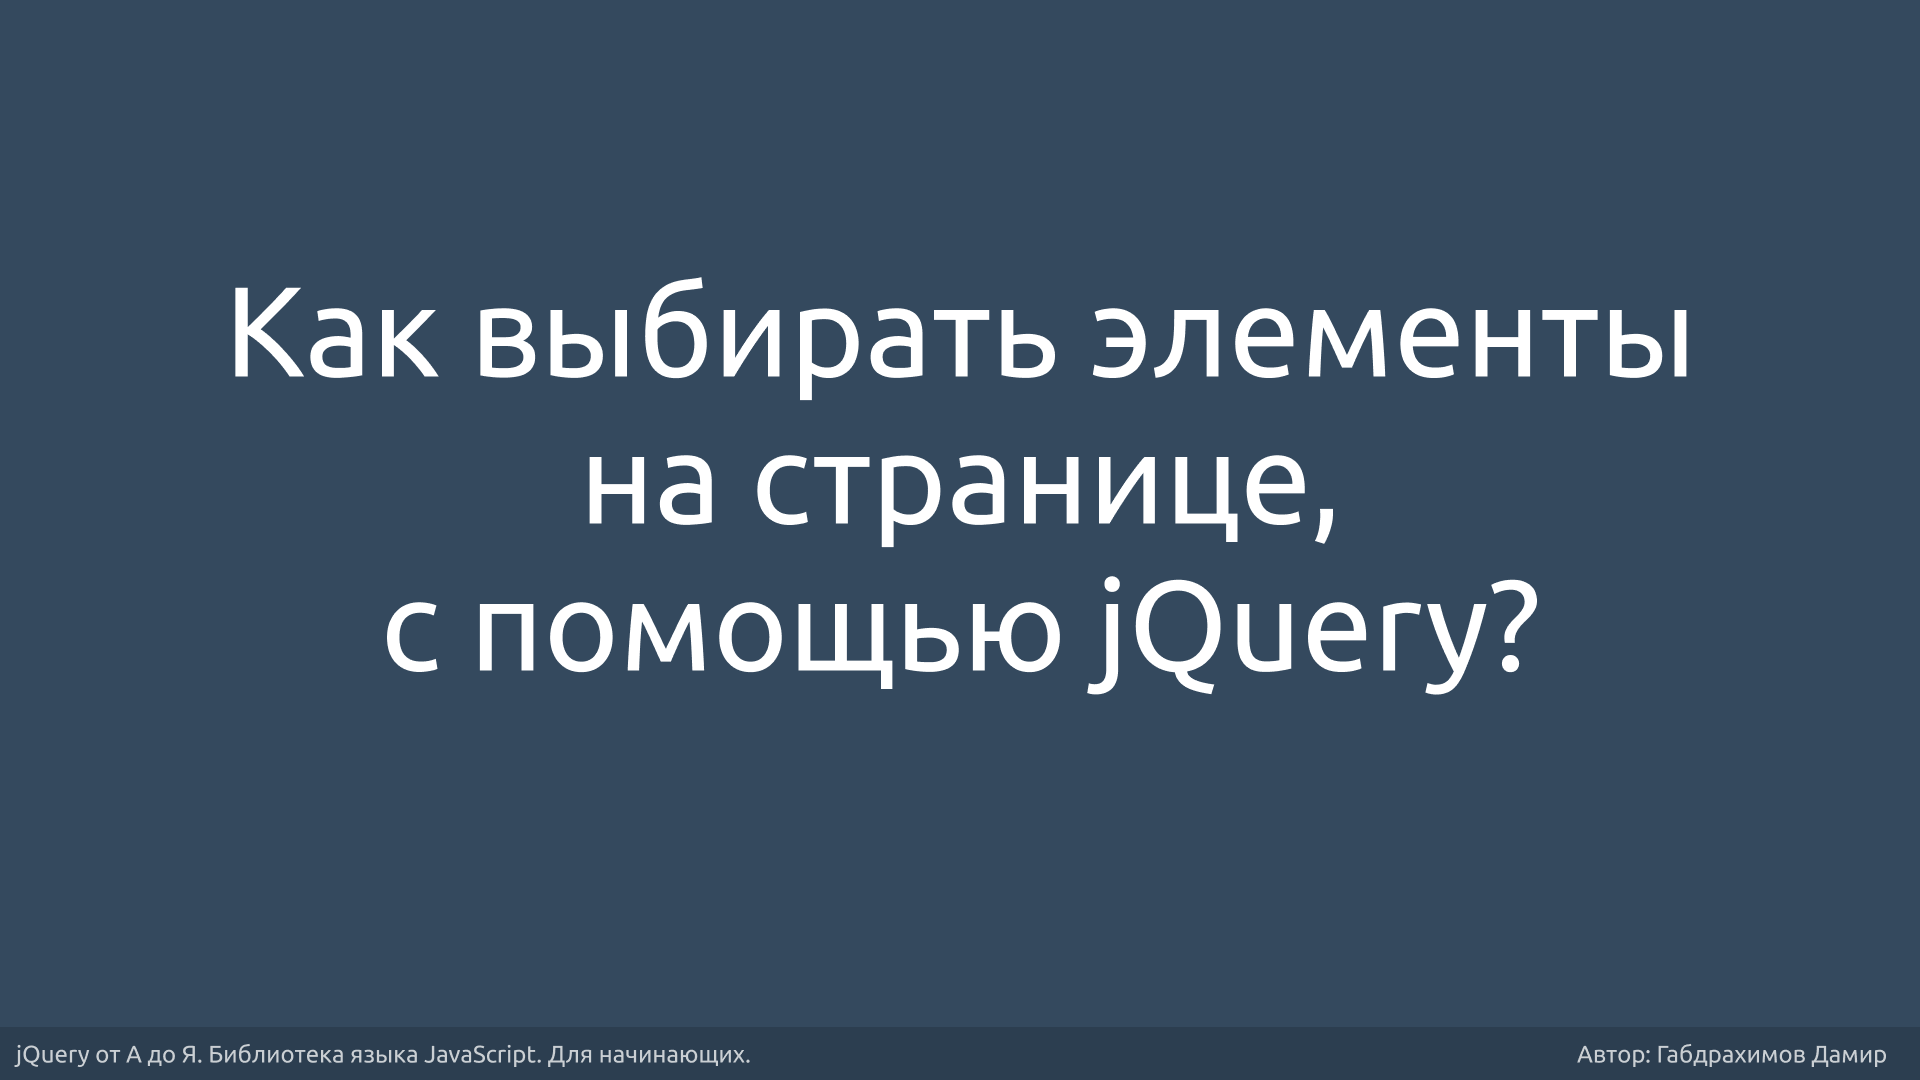 Как выбирать элементы
на странице,
с помощью jQuery?
jQuery от А до Я. Библиотека языка JavaScript. Для начинающих.
Автор: Габдрахимов Дамир